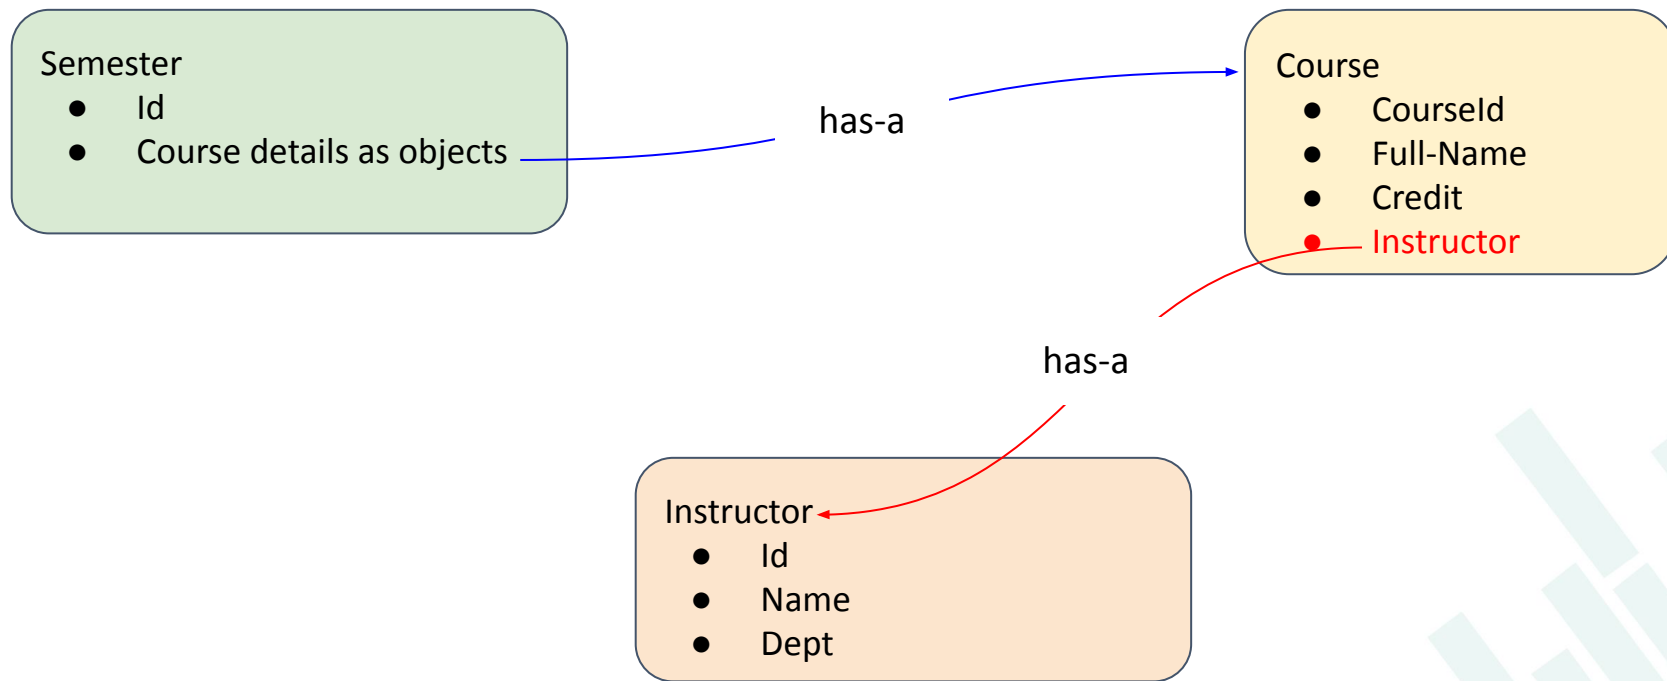 Semester
● Id
● Course details as objects
has-a
Course
● CourseId
● Full-Name
● Credit
● Instructor
has-a
Instructor
● Id
● Name
● Dept